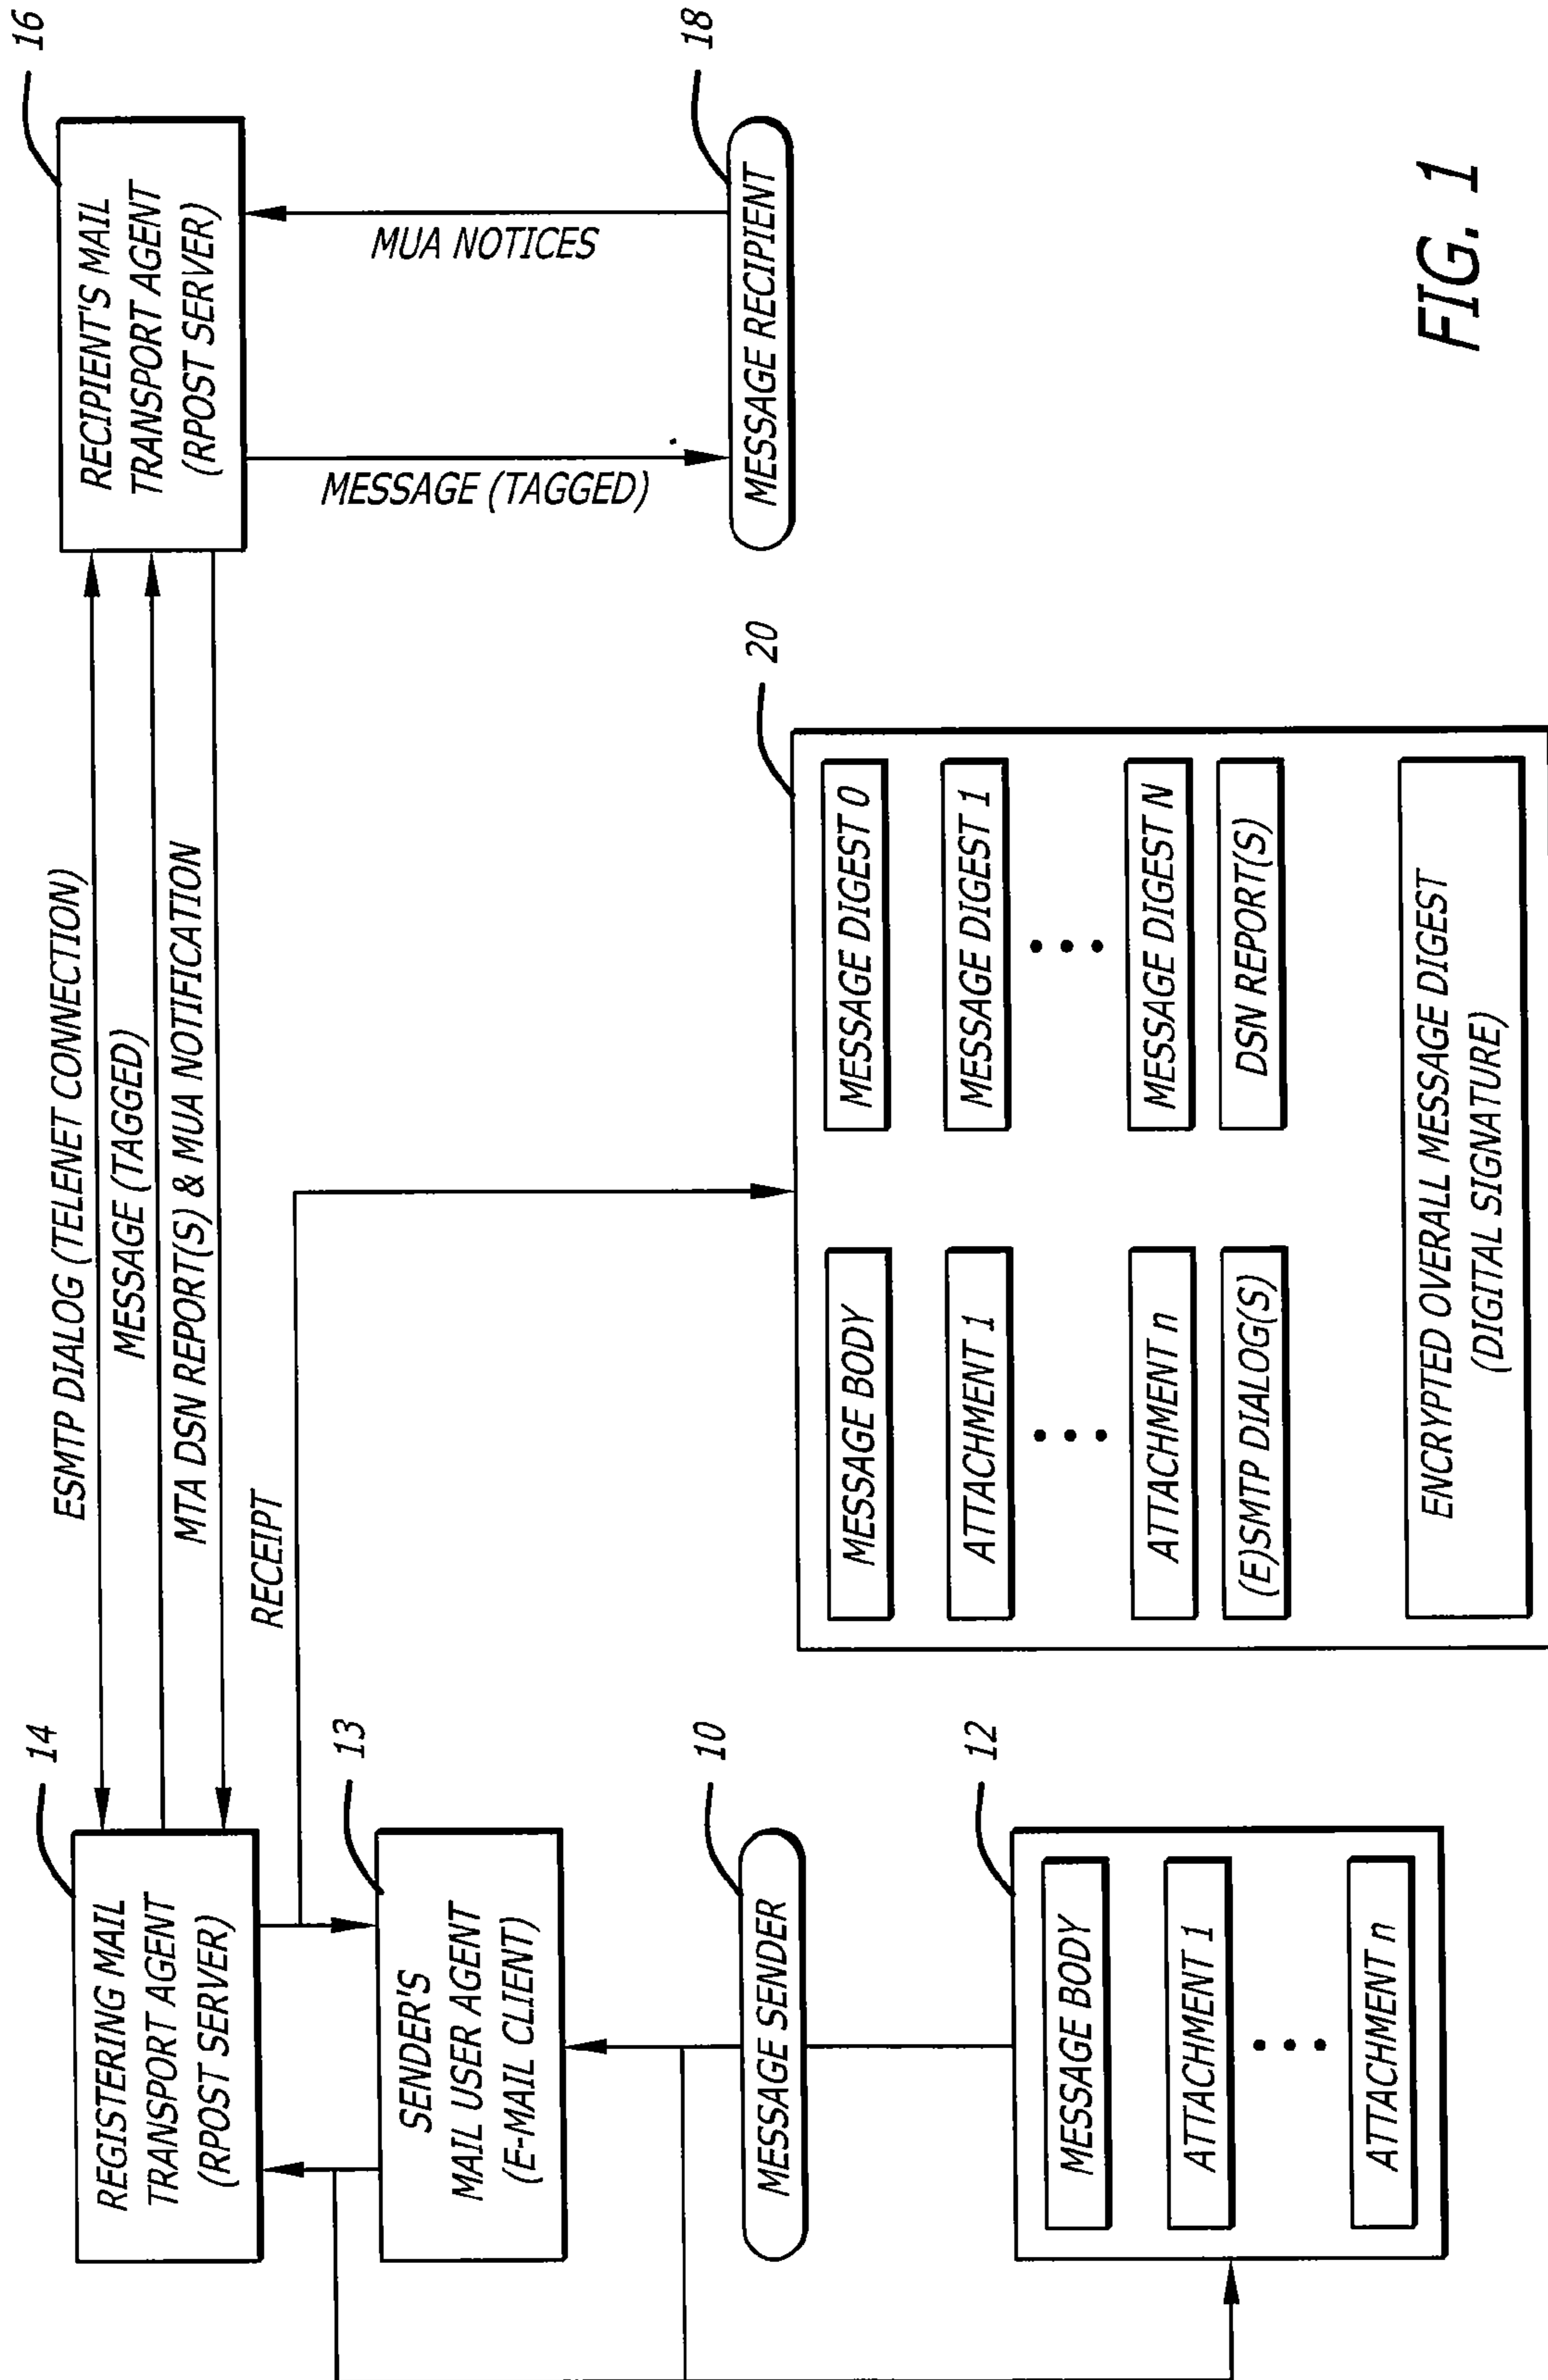 14
REGISTERING MAIL
TRANSPORT AGENT
(RPOST SERVER)
ESMTP DIALOG (TELENET CONNECTION)
MESSAGE (TAGGED)
MTA DSN REPORT(S) & MUA NOTIFICATION
16
RECIPIENT'S MAIL
TRANSPORT AGENT
(RPOST SERVER)
RECEIPT
13
SENDER'S
MAIL USER AGENT
(E-MAIL CLIENT)
MESSAGE (TAGGED)
MUA NOTICES
10
MESSAGE SENDER
18
MESSAGE RECIPIENT
12
MESSAGE BODY
ATTACHMENT 1
ATTACHMENT n
20
MESSAGE BODY
MESSAGE DIGEST 0
ATTACHMENT 1
MESSAGE DIGEST 1
ATTACHMENT n
MESSAGE DIGEST N
(E)SMTP DIALOG(S)
DSN REPORT(S)
ENCRYPTED OVERALL MESSAGE DIGEST
(DIGITAL SIGNATURE)
FIG. 1